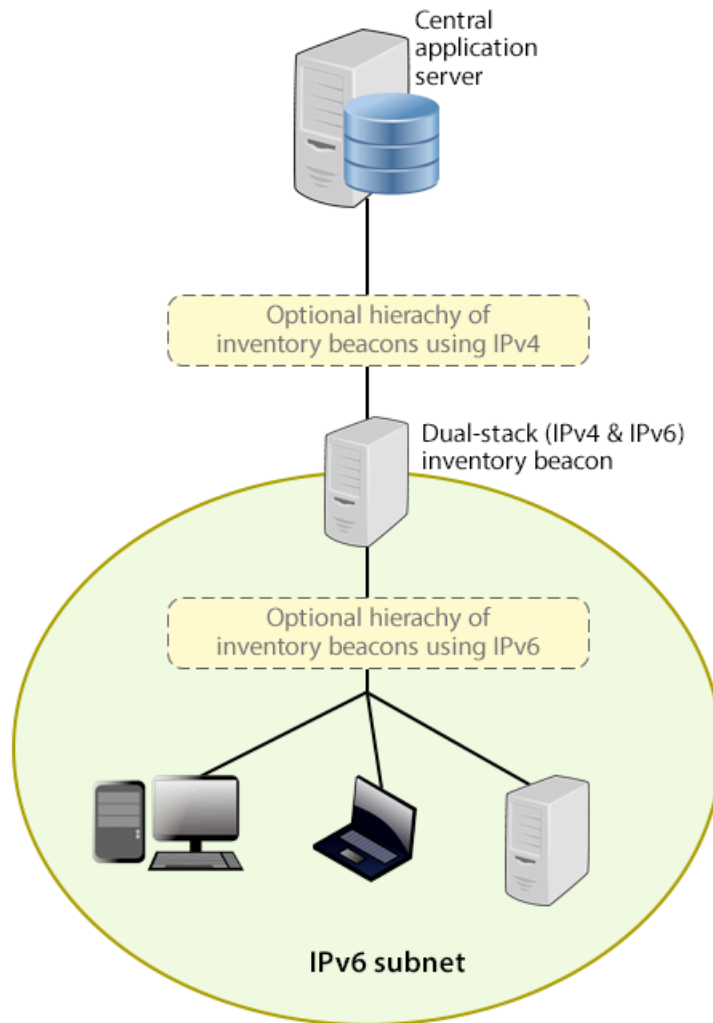 Central
application
server
Optional hierachy of
inventory beacons using IPv4
Dual-stack (IPv4 & IPv6)
inventory beacon
Optional hierachy of
inventory beacons using IPv6
IPv6 subnet